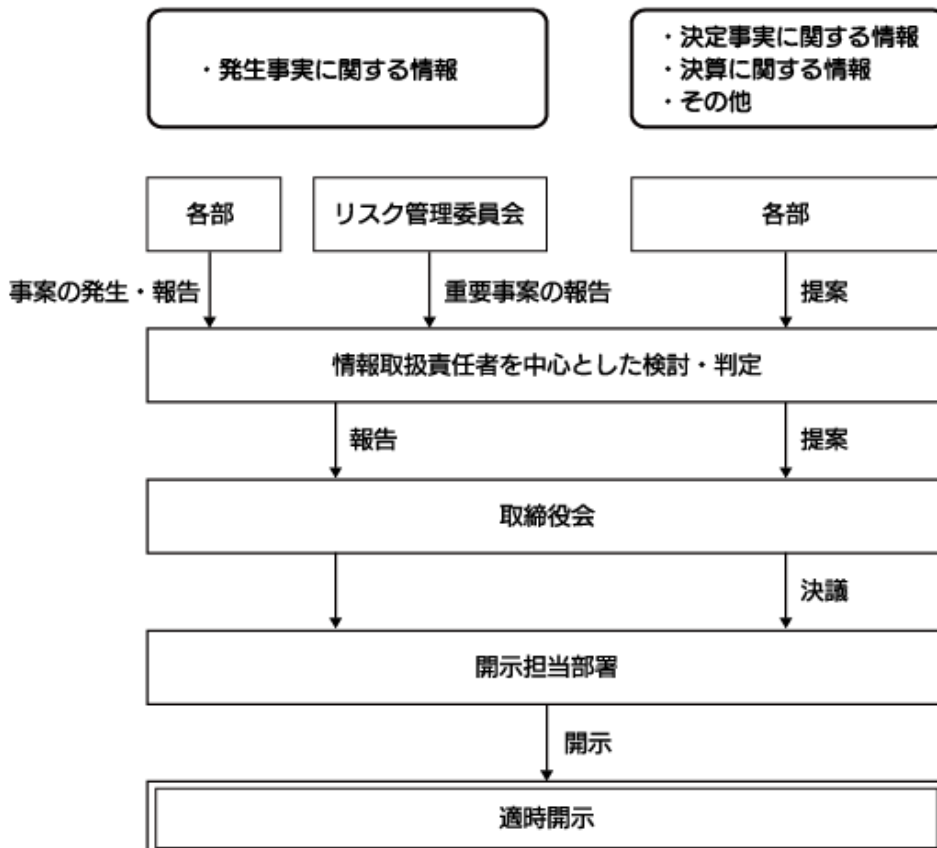 ・発生事実に関する情報
・決定事実に関する情報
・決算に関する情報
・その他
各部
リスク管理委員会
各部
事案の発生・報告
重要事案の報告
提案
情報取扱責任者を中心とした検討・判定
報告
提案
取締役会
決議
開示担当部署
開示
適時開示